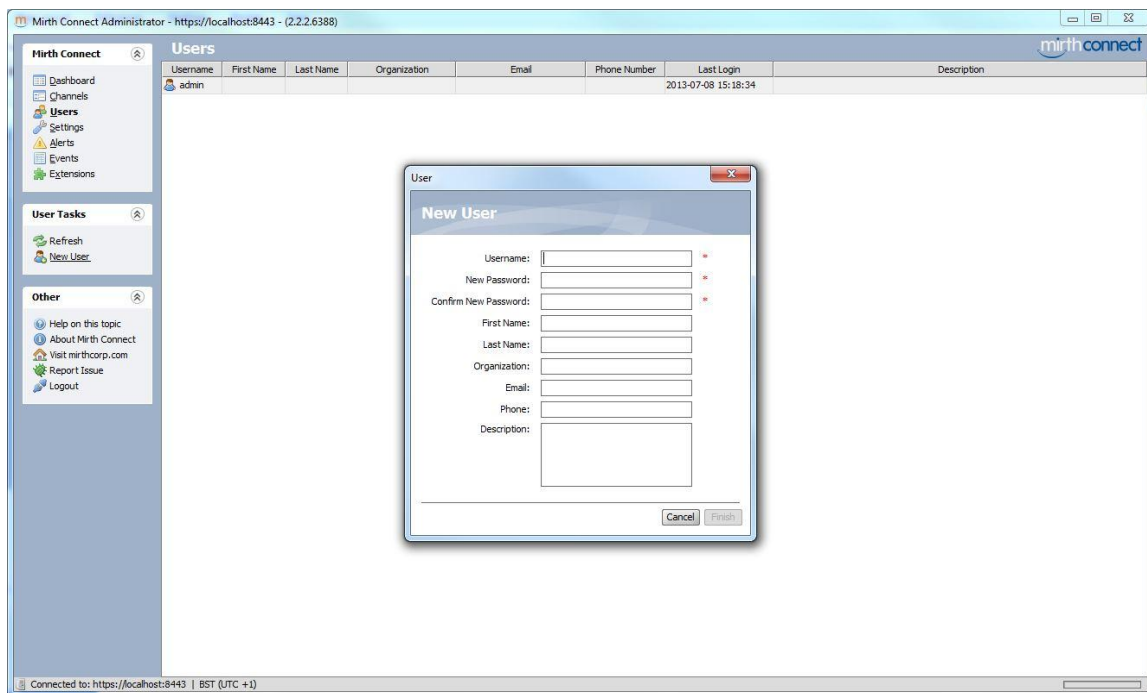 Mirth Connect Administrator - https://localhost:8443 - (2.2.2.6388)
Mirth Connect
Dashboard
Channels
Users
Settings
Alerts
Events
Extensions
User Tasks
Refresh
New User
Other
Help on this topic
About Mirth Connect
Visit mirthcorp.com
Report Issue
Logout
Users
mirthconnect
Username First Name Last Name Organization Email Phone Number Last Login Description
admin 2013-07-08 15:18:34
User
New User
Username: *
New Password: *
Confirm New Password: *
First Name:
Last Name:
Organization:
Email:
Phone:
Description:
Cancel Finish
Connected to: https://localhost:8443 | BST (UTC +1)